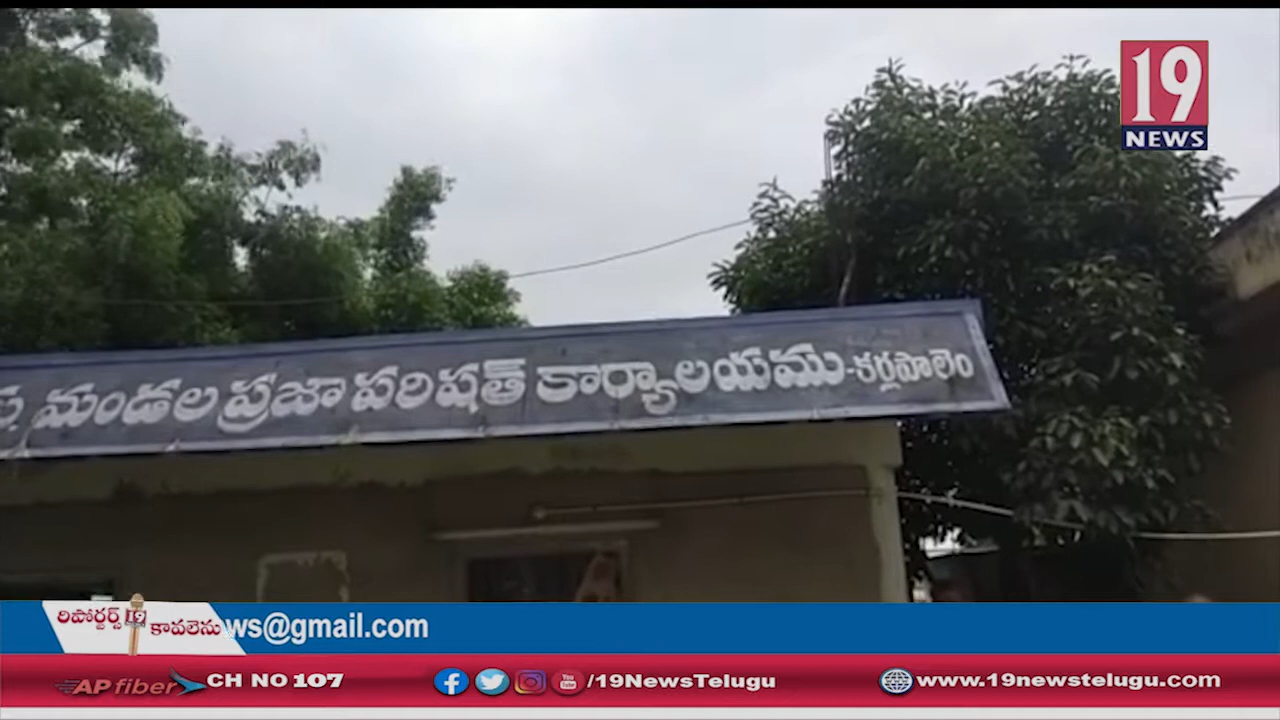 19
NEWS
మండల ప్రజా పరిషత్ కార్యాలయము-కర్లపాలెం
రిపోర్టర్స్ 19 కావలెను
ws@gmail.com
AP fiber CH NO 107
/19NewsTelugu
www.19newstelugu.com